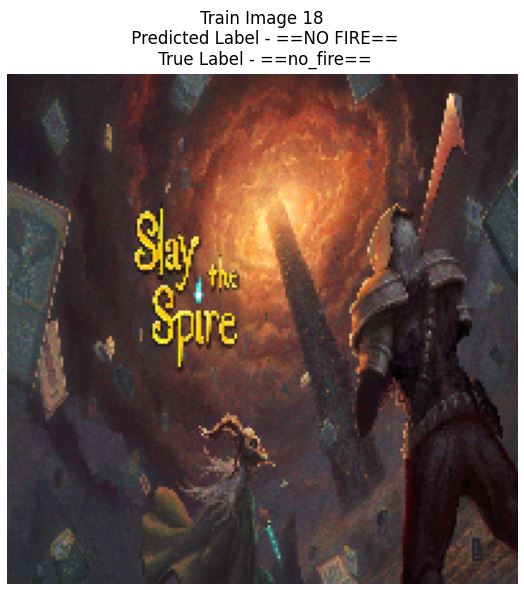 Train Image 18
Predicted Label - ==NO FIRE==
True Label - ==no_fire==
Slay
the
Spire